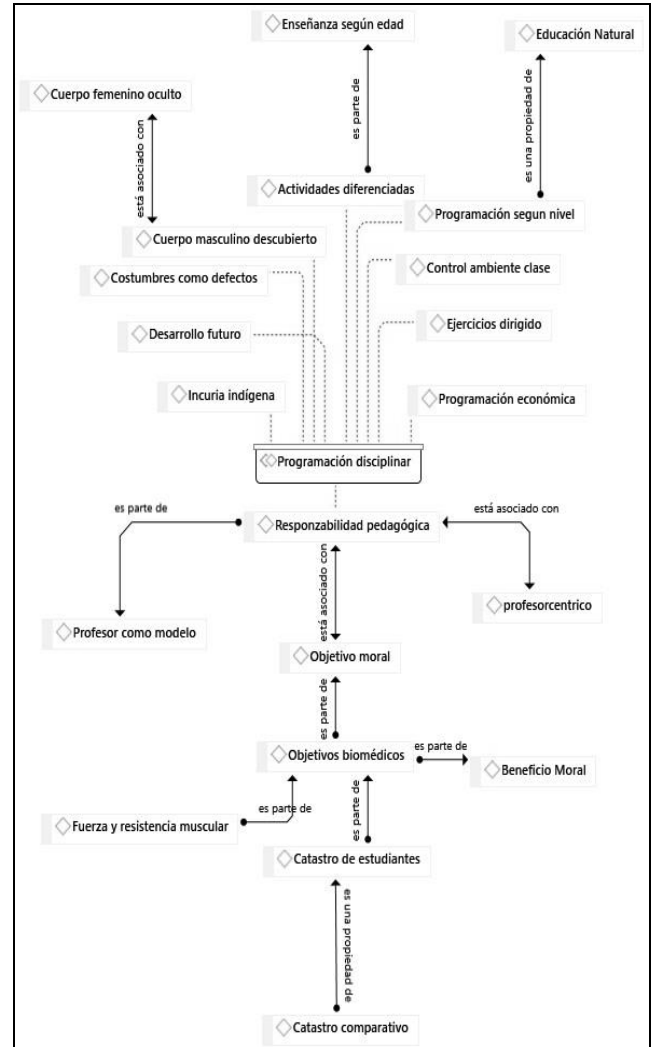 Enseñanza según edad
Educación Natural
es parte de
es una propiedad de
Cuerpo femenino oculto
está asociado con
Actividades diferenciadas
Programación segun nivel
Cuerpo masculino descubierto
Costumbres como defectos
Control ambiente clase
Desarrollo futuro
Ejercicios dirigido
Incuria indígena
Programación económica
Programación disciplinar
es parte de
está asociado con
Responzabilidad pedagógica
está asociado con
profesorcentrico
Profesor como modelo
Objetivo moral
es parte de
Objetivos biomédicos
es parte de
Beneficio Moral
es parte de
Fuerza y resistencia muscular
es parte de
Catastro de estudiantes
es una propiedad de
Catastro comparativo